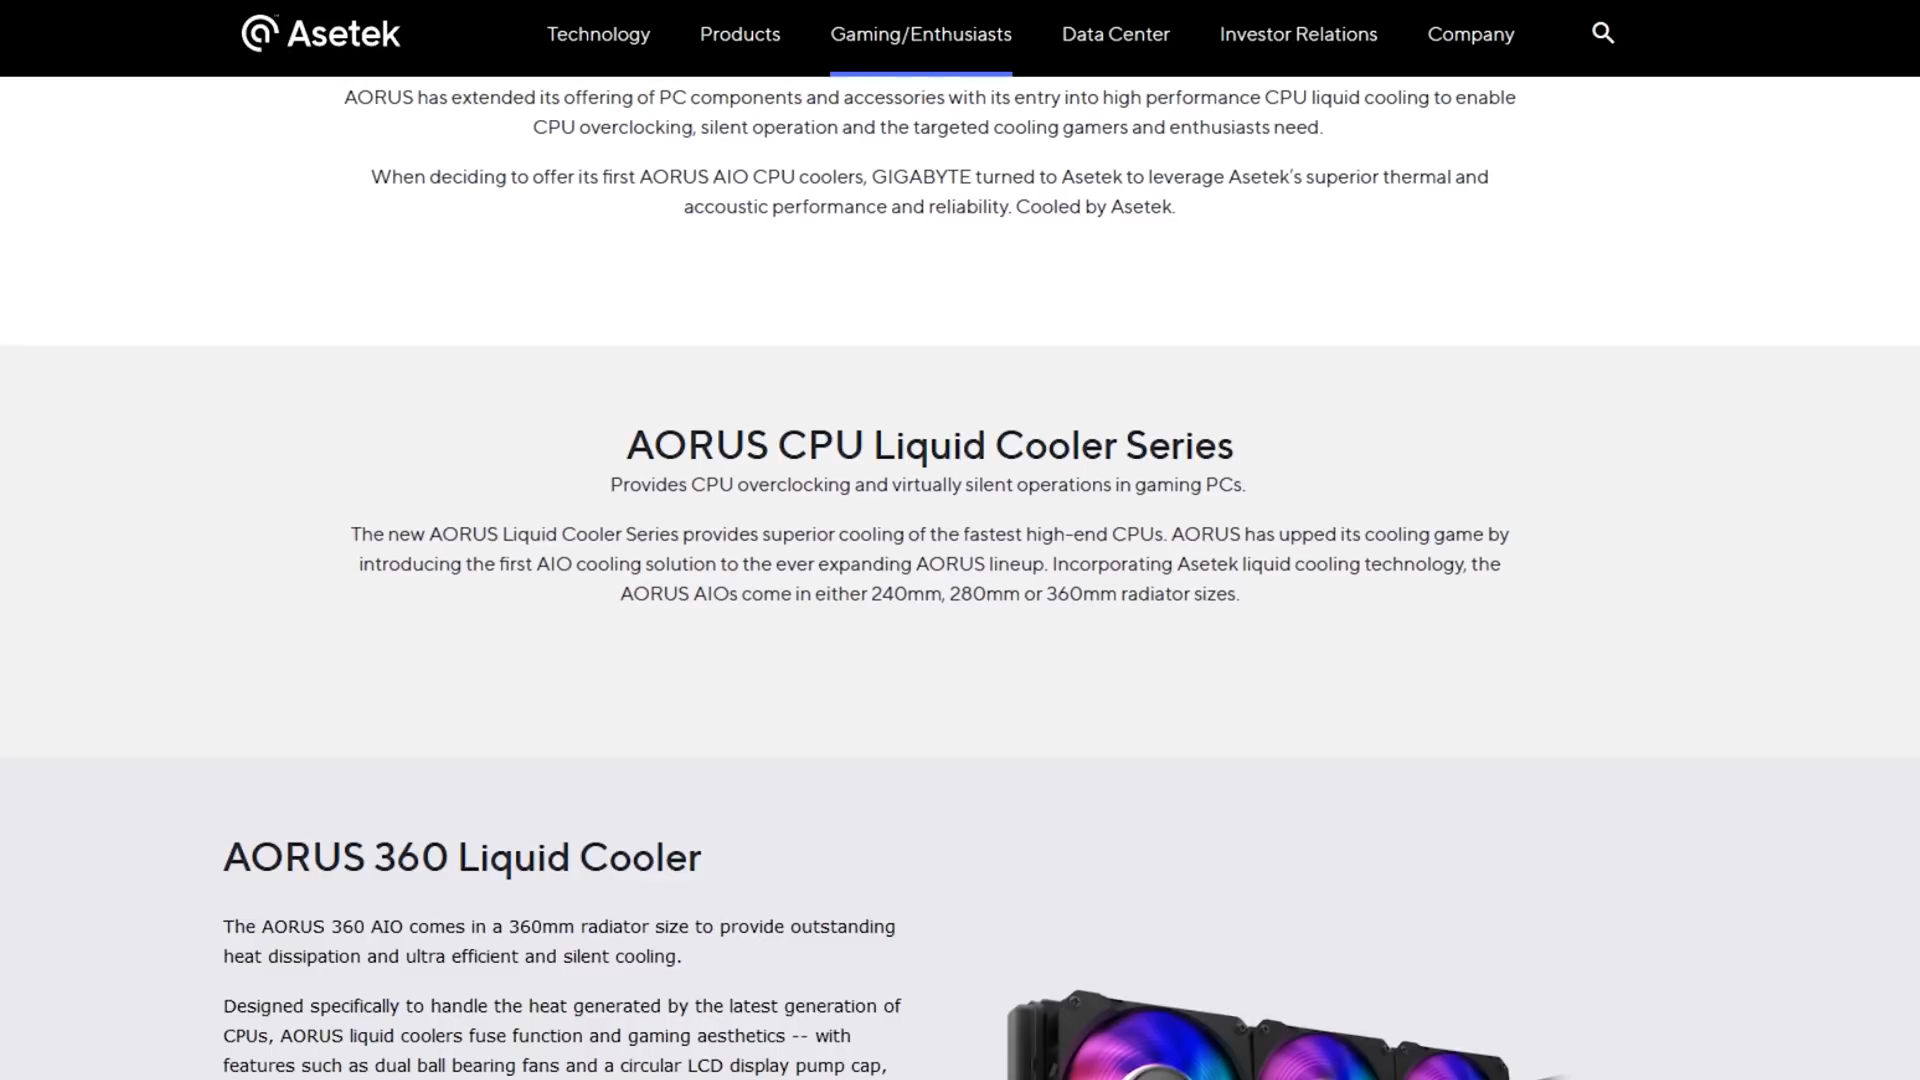 Asetek
Technology
Products
Gaming/Enthusiasts
Data Center
Investor Relations
Company
AORUS has extended its offering of PC components and accessories with its entry into high performance CPU liquid cooling to enable
CPU overclocking, silent operation and the targeted cooling gamers and enthusiasts need.
When deciding to offer its first AORUS AIO CPU coolers, GIGABYTE turned to Asetek to leverage Asetek's superior thermal and
accoustic performance and reliability. Cooled by Asetek.
AORUS CPU Liquid Cooler Series
Provides CPU overclocking and virtually silent operations in gaming PCs.
The new AORUS Liquid Cooler Series provides superior cooling of the fastest high-end CPUs. AORUS has upped its cooling game by
introducing the first AIO cooling solution to the ever expanding AORUS lineup. Incorporating Asetek liquid cooling technology, the
AORUS AIOs come in either 240mm, 280mm or 360mm radiator sizes.
AORUS 360 Liquid Cooler
The AORUS 360 AIO comes in a 360mm radiator size to provide outstanding
heat dissipation and ultra efficient and silent cooling.
Designed specifically to handle the heat generated by the latest generation of
CPUs, AORUS liquid coolers fuse function and gaming aesthetics -- with
features such as dual ball bearing fans and a circular LCD display pump cap,